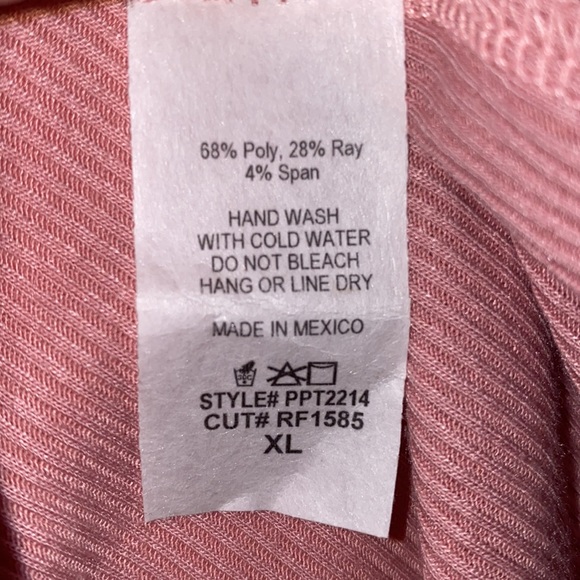 68% Poly, 28% Ray
4% Span
HAND WASH
WITH COLD WATER
DO NOT BLEACH
HANG OR LINE DRY
MADE IN MEXICO
STYLE# PPT2214
CUT# RF1585
XL